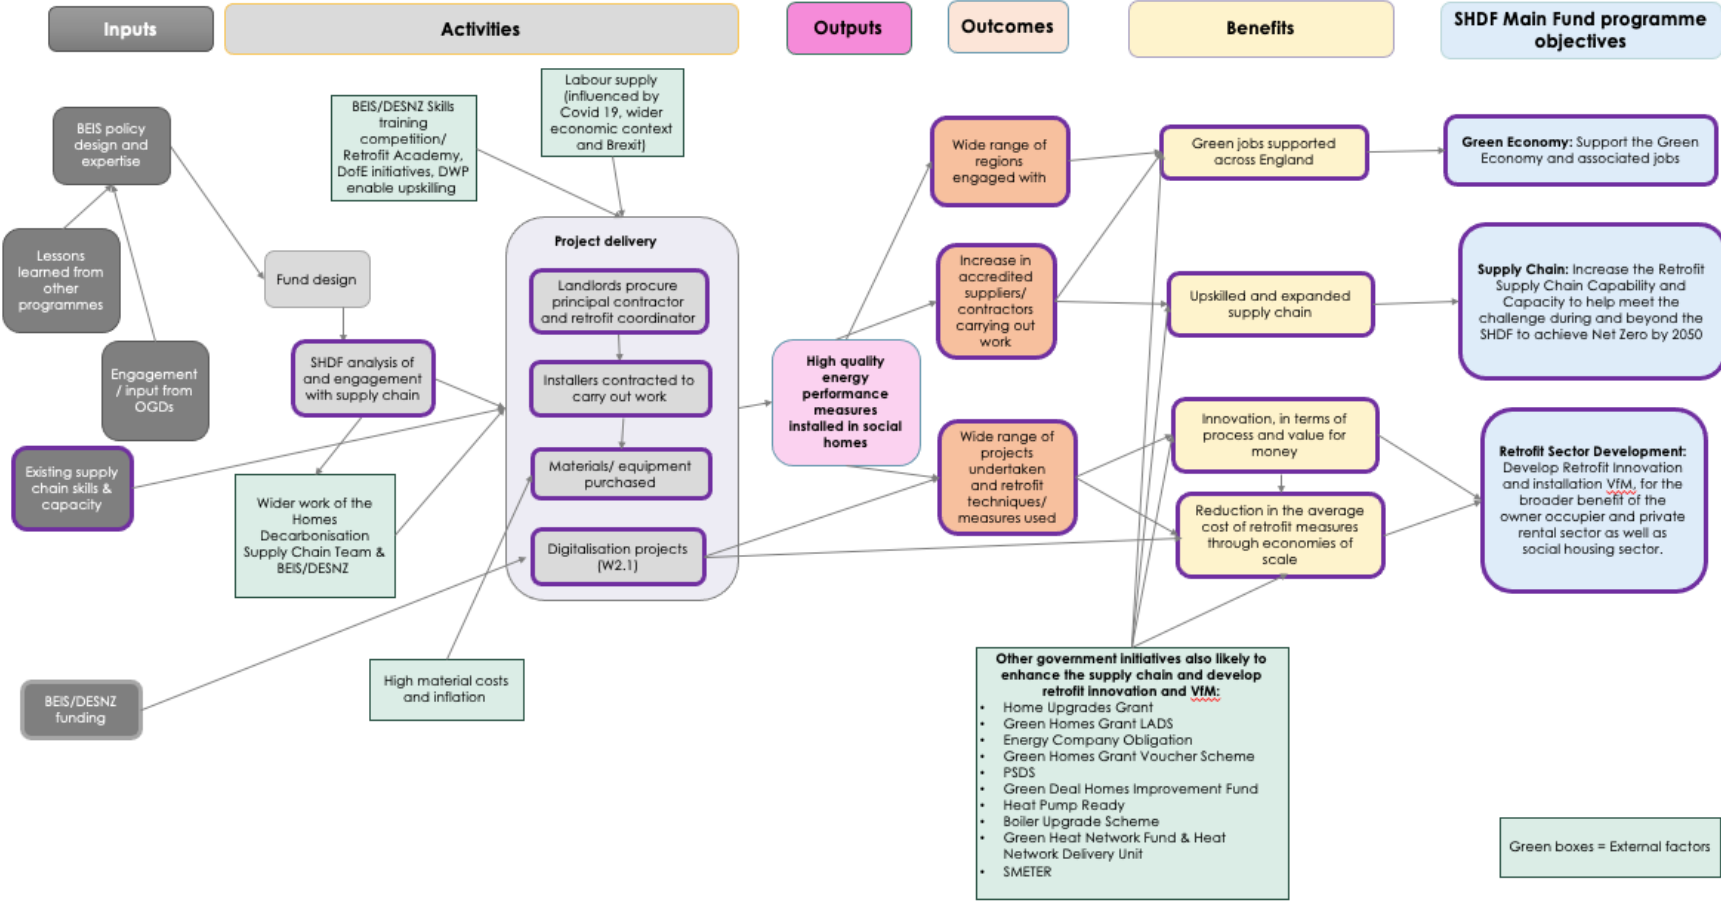 Inputs
Activities
Outputs
Outcomes
Benefits
SHDF Main Fund programme
objectives
BEIS policy
design and
expertise
Lessons
learned from
other
programmes
Engagement
/ input from
OGDs
Existing supply
chain skills &
capacity
BEIS/DESNZ
funding
BEIS/DESNZ Skills
training
competition/
Retrofit Academy,
DofE initiatives, DWP
enable upskilling
Labour supply
(influenced by
Covid 19, wider
economic context
and Brexit)
Fund design
SHDF analysis of
and engagement
with supply chain
Wider work of the
Homes
Decarbonisation
Supply Chain Team &
BEIS/DESNZ
High material costs
and inflation
Project delivery
Landlords procure
principal contractor
and retrofit coordinator
Installers contracted to
carry out work
Materials/ equipment
purchased
Digitalisation projects
(W2.1)
High quality
energy
performance
measures
installed in social
homes
Wide range of
regions
engaged with
Increase in
accredited
suppliers/
contractors
carrying out
work
Wide range of
projects
undertaken
and retrofit
techniques/
measures used
Green jobs supported
across England
Upskilled and expanded
supply chain
Innovation, in terms of
process and value for
money
Reduction in the average
cost of retrofit measures
through economies of
scale
Green Economy: Support the Green
Economy and associated jobs
Supply Chain: Increase the Retrofit
Supply Chain Capability and
Capacity to help meet the
challenge during and beyond the
SHDF to achieve Net Zero by 2050
Retrofit Sector Development:
Develop Retrofit Innovation
and installation VfM, for the
broader benefit of the
owner occupier and private
rental sector as well as
social housing sector.
Other government initiatives also likely to
enhance the supply chain and develop
retrofit innovation and VfM:
• Home Upgrades Grant
• Green Homes Grant LADS
• Energy Company Obligation
• Green Homes Grant Voucher Scheme
• PSDS
• Green Deal Homes Improvement Fund
• Heat Pump Ready
• Boiler Upgrade Scheme
• Green Heat Network Fund & Heat
Network Delivery Unit
• SMETER
Green boxes = External factors